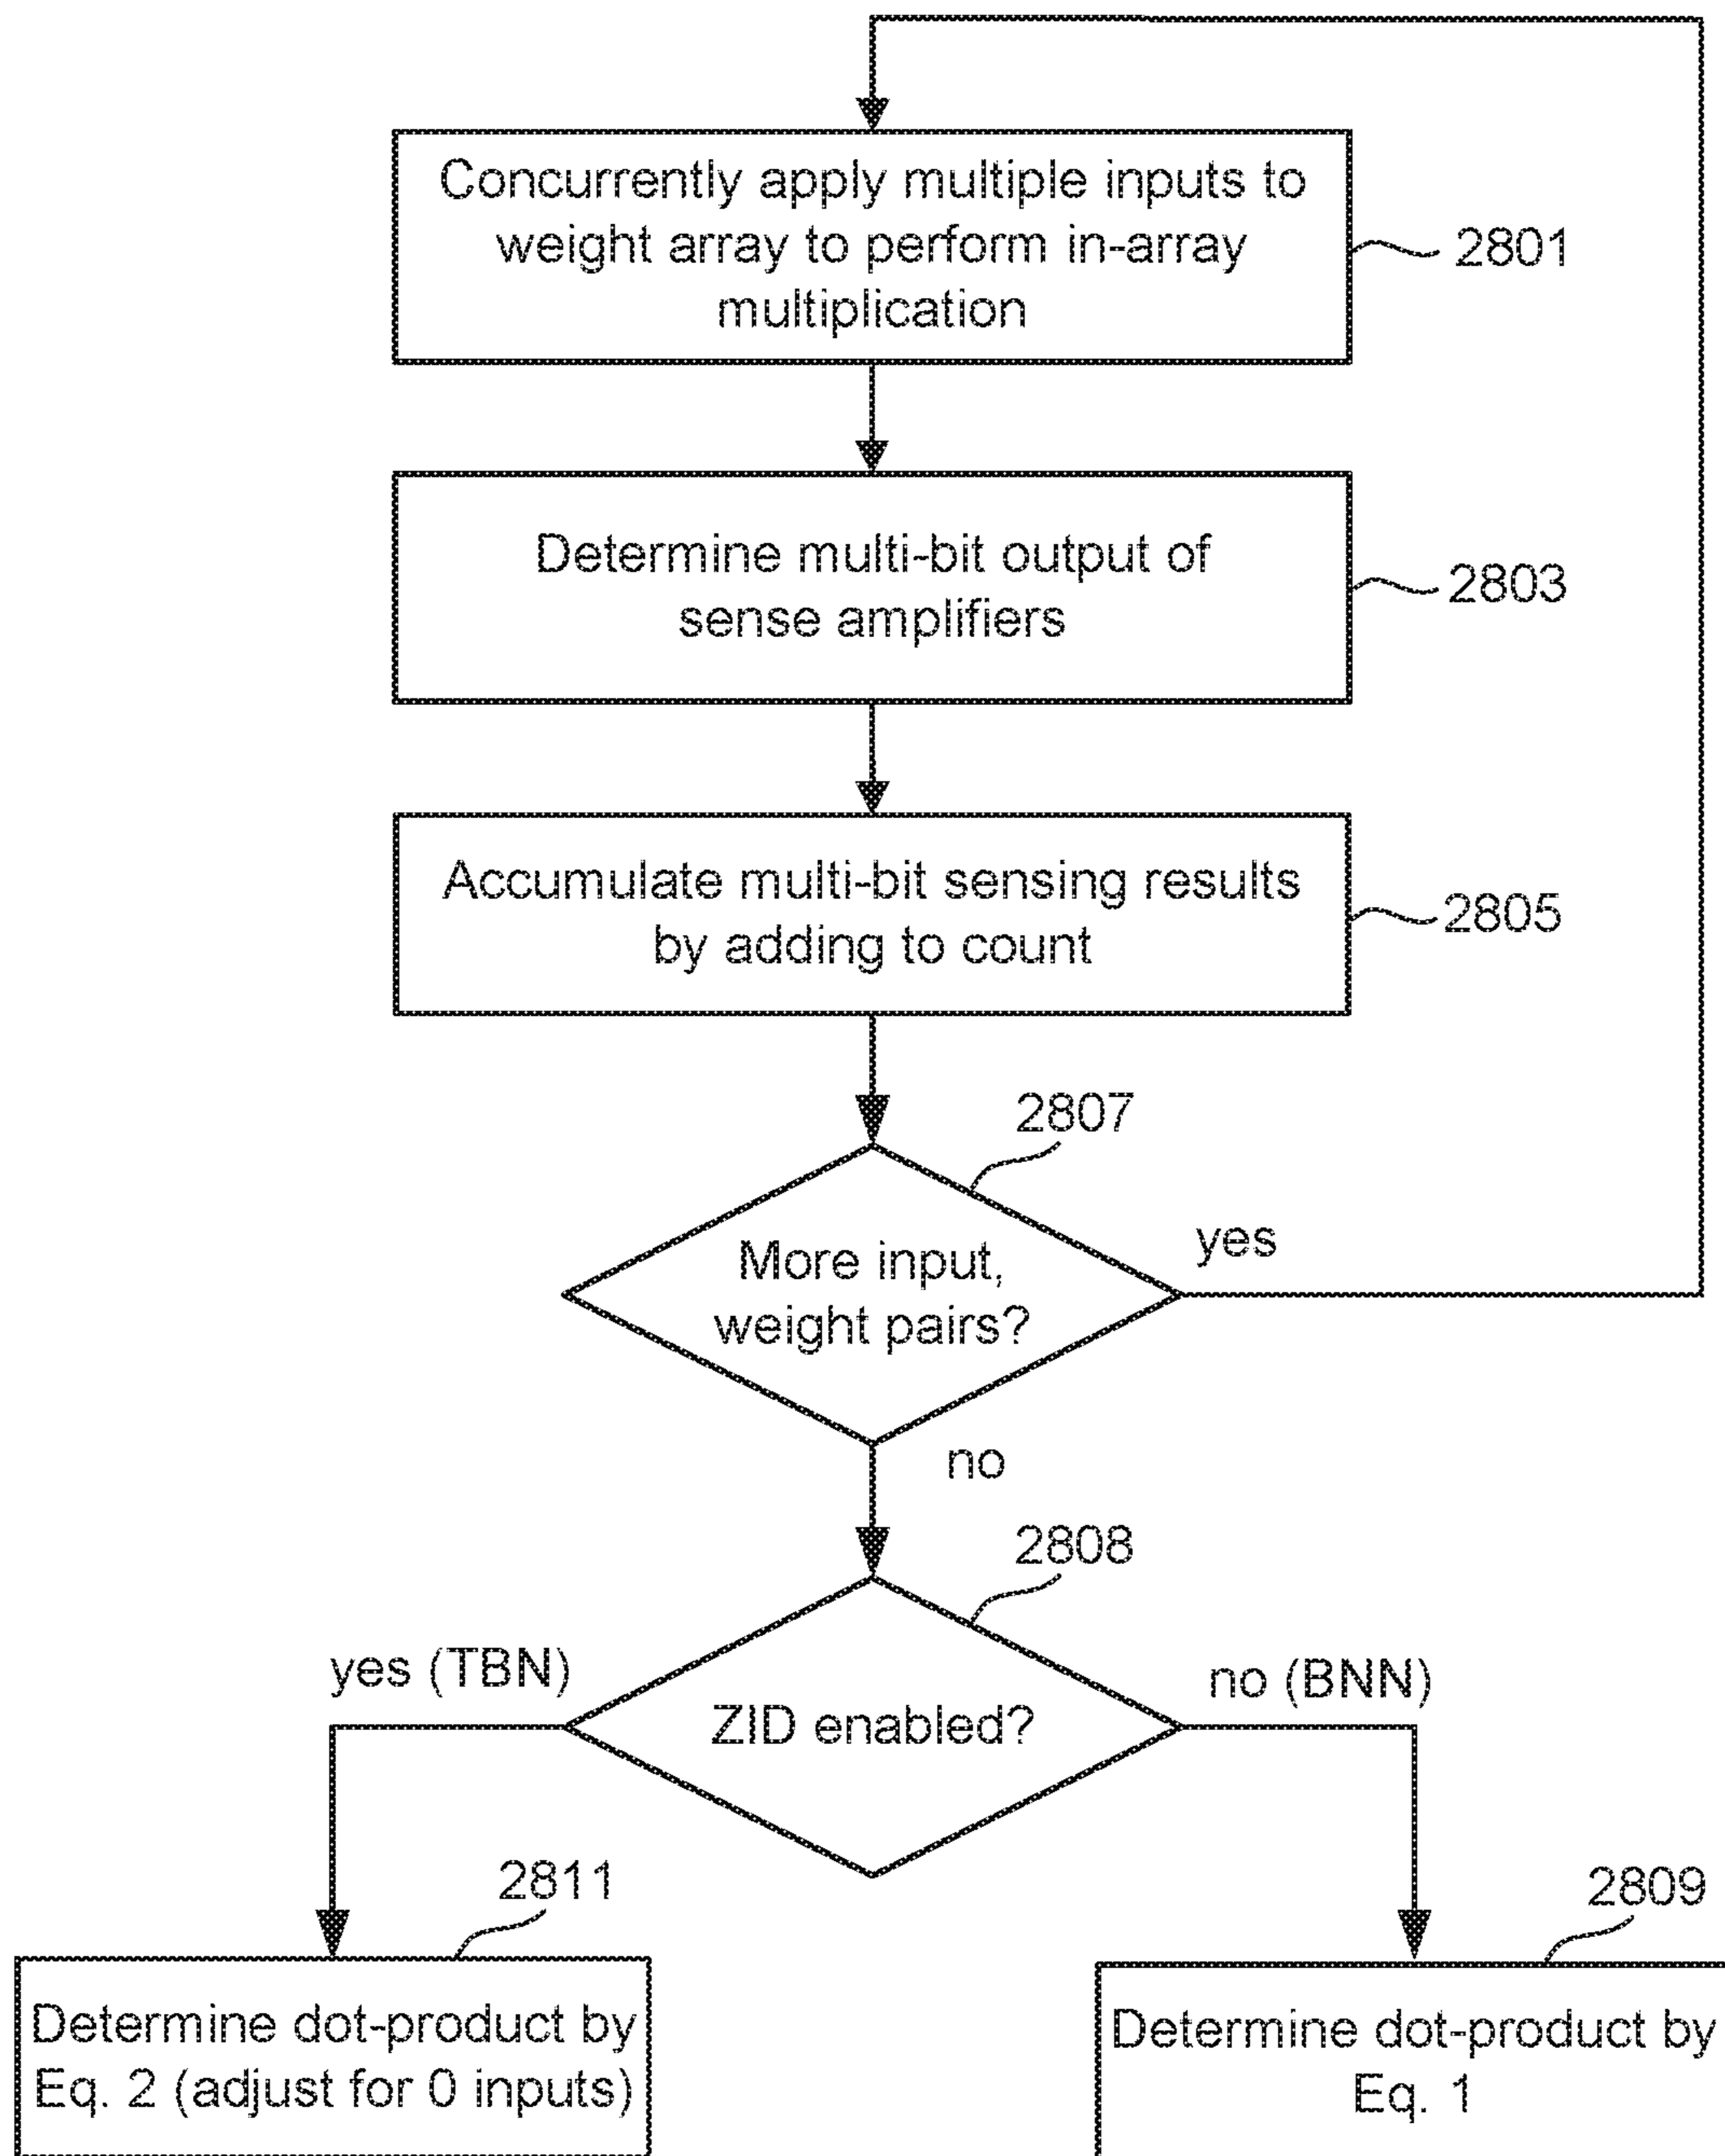 Concurrently apply multiple inputs to
weight array to perform in-array
multiplication
2801
Determine multi-bit output of
sense amplifiers
2803
Accumulate multi-bit sensing results
by adding to count
2805
2807
More input,
weight pairs?
yes
no
2808
yes (TBN)
ZID enabled?
no (BNN)
2811
2809
Determine dot-product by
Eq. 2 (adjust for 0 inputs)
Determine dot-product by
Eq. 1